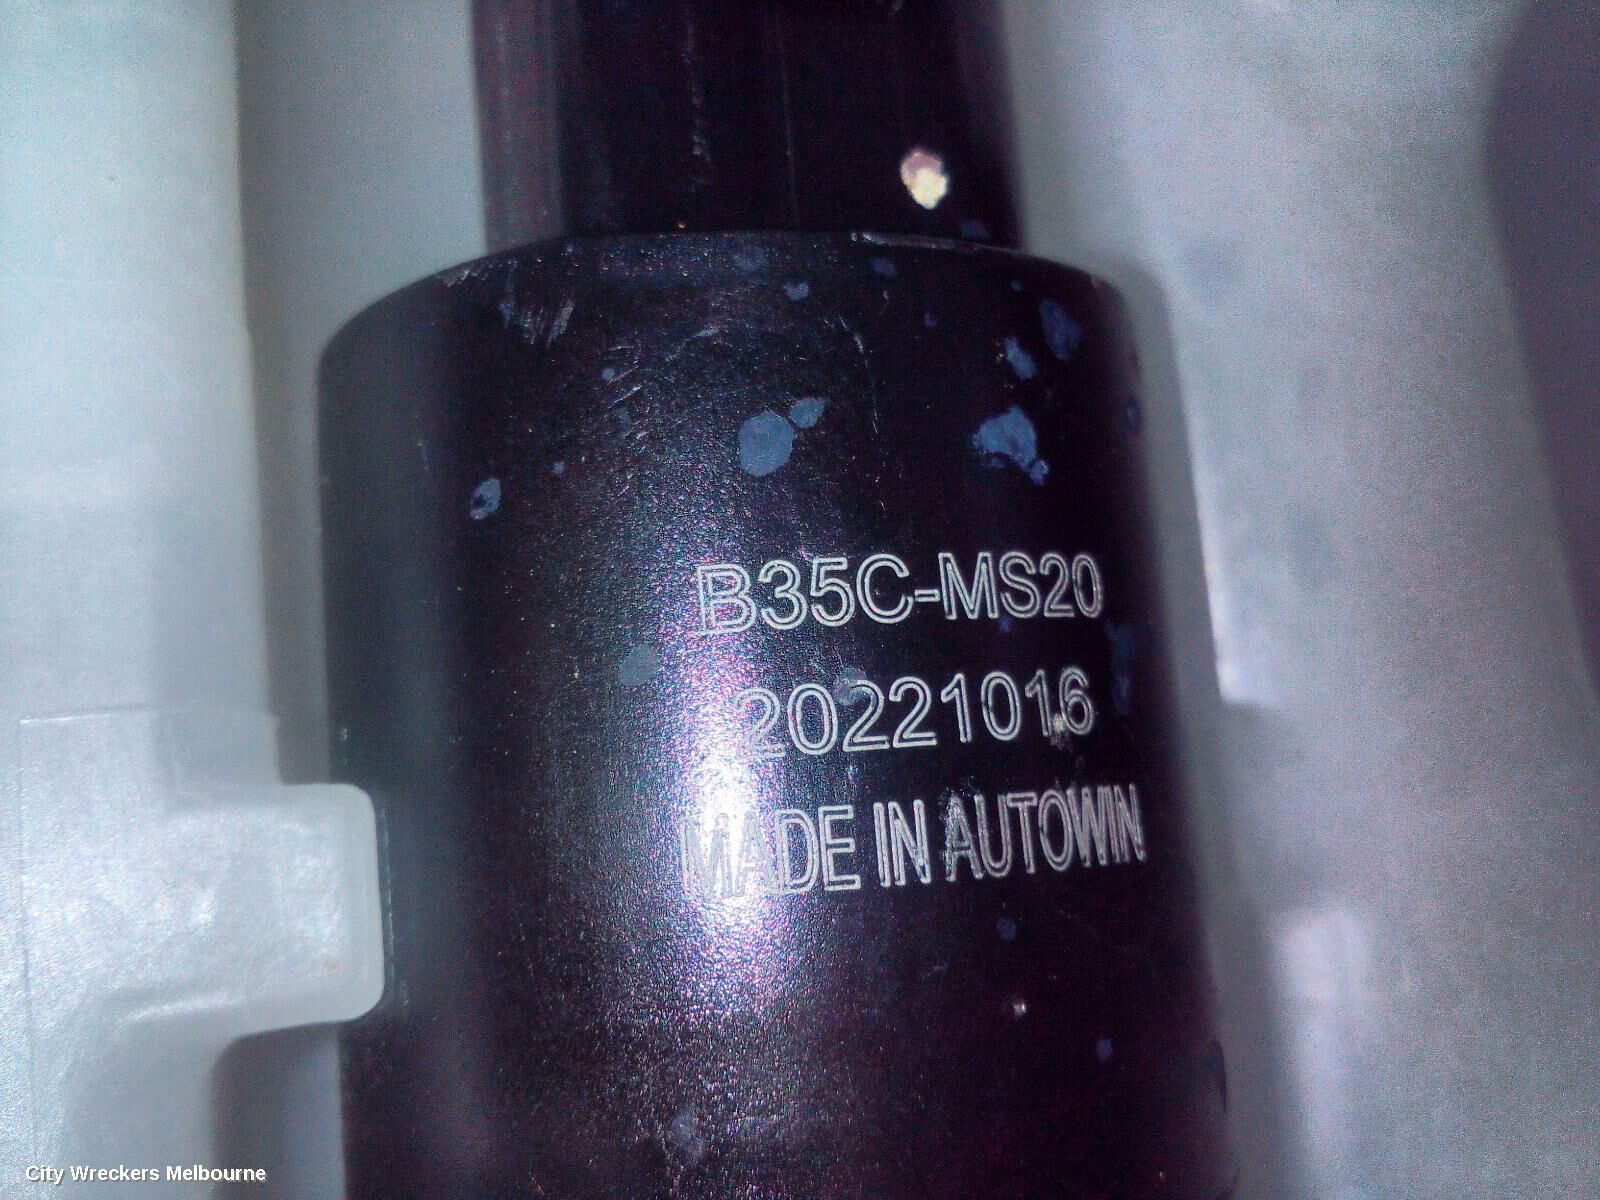 B35C-MS20
20221016
MADE IN AUTOWIN
City Wreckers Melbourne